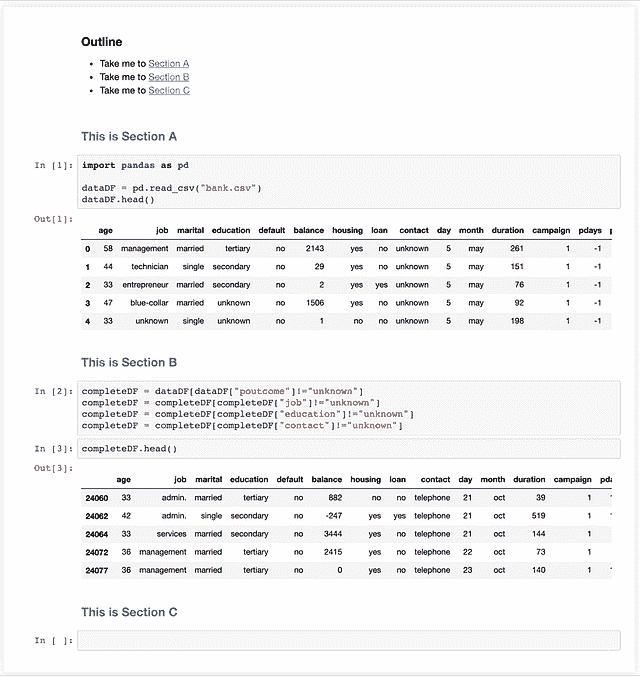 Outline
• Take me to Section A
• Take me to Section B
• Take me to Section C
This is Section A
In [1]: import pandas as pd
dataDF = pd.read_csv("bank.csv")
dataDF.head()
Out[1]:
age job marital education default balance housing loan contact day month duration campaign pdays
0 58 management married tertiary no 2143 yes no unknown 5 may 261 1 -1
1 44 technician single secondary no 29 yes no unknown 5 may 151 1 -1
2 33 entrepreneur married secondary no 2 yes yes unknown 5 may 76 1 -1
3 47 blue-collar married unknown no 1506 yes no unknown 5 may 92 1 -1
4 33 unknown single unknown no 1 no no unknown 5 may 198 1 -1
This is Section B
In [2]: completeDF = dataDF[dataDF["poutcome"]!="unknown"]
completeDF = completeDF[completeDF["job"]!="unknown"]
completeDF = completeDF[completeDF["education"]!="unknown"]
completeDF = completeDF[completeDF["contact"]!="unknown"]
In [3]: completeDF.head()
Out[3]:
age job marital education default balance housing loan contact day month duration campaign
24060 33 admin. married tertiary no 882 no no telephone 21 oct 39 1
24062 42 admin. single secondary no -247 yes yes telephone 21 oct 519 1
24064 33 services married secondary no 3444 yes no telephone 21 oct 144 1
24072 36 management married tertiary no 2415 yes no telephone 22 oct 73 1
24077 36 management married tertiary no 0 yes no telephone 23 oct 140 1
This is Section C
In [ ]: